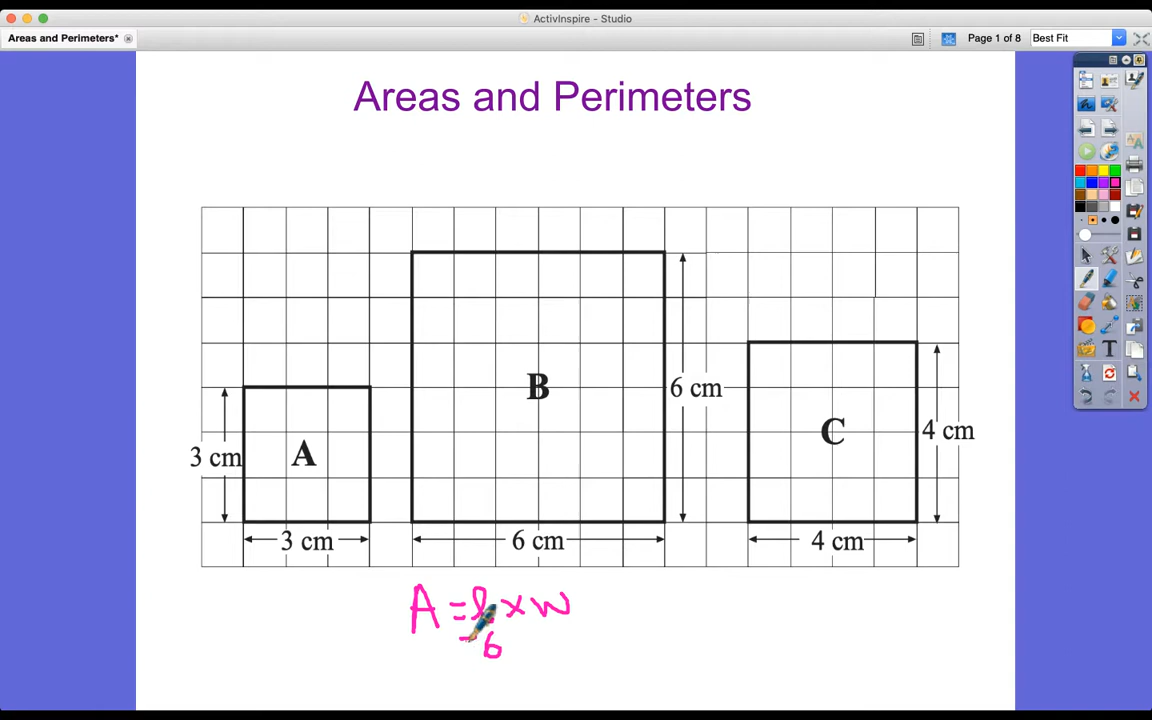 ActivInspire - Studio
Areas and Perimeters*
Page 1 of 8
Best Fit
Areas and Perimeters
B
6 cm
C
4 cm
A
3 cm
3 cm
6 cm
4 cm
A = l x w
= 6
T